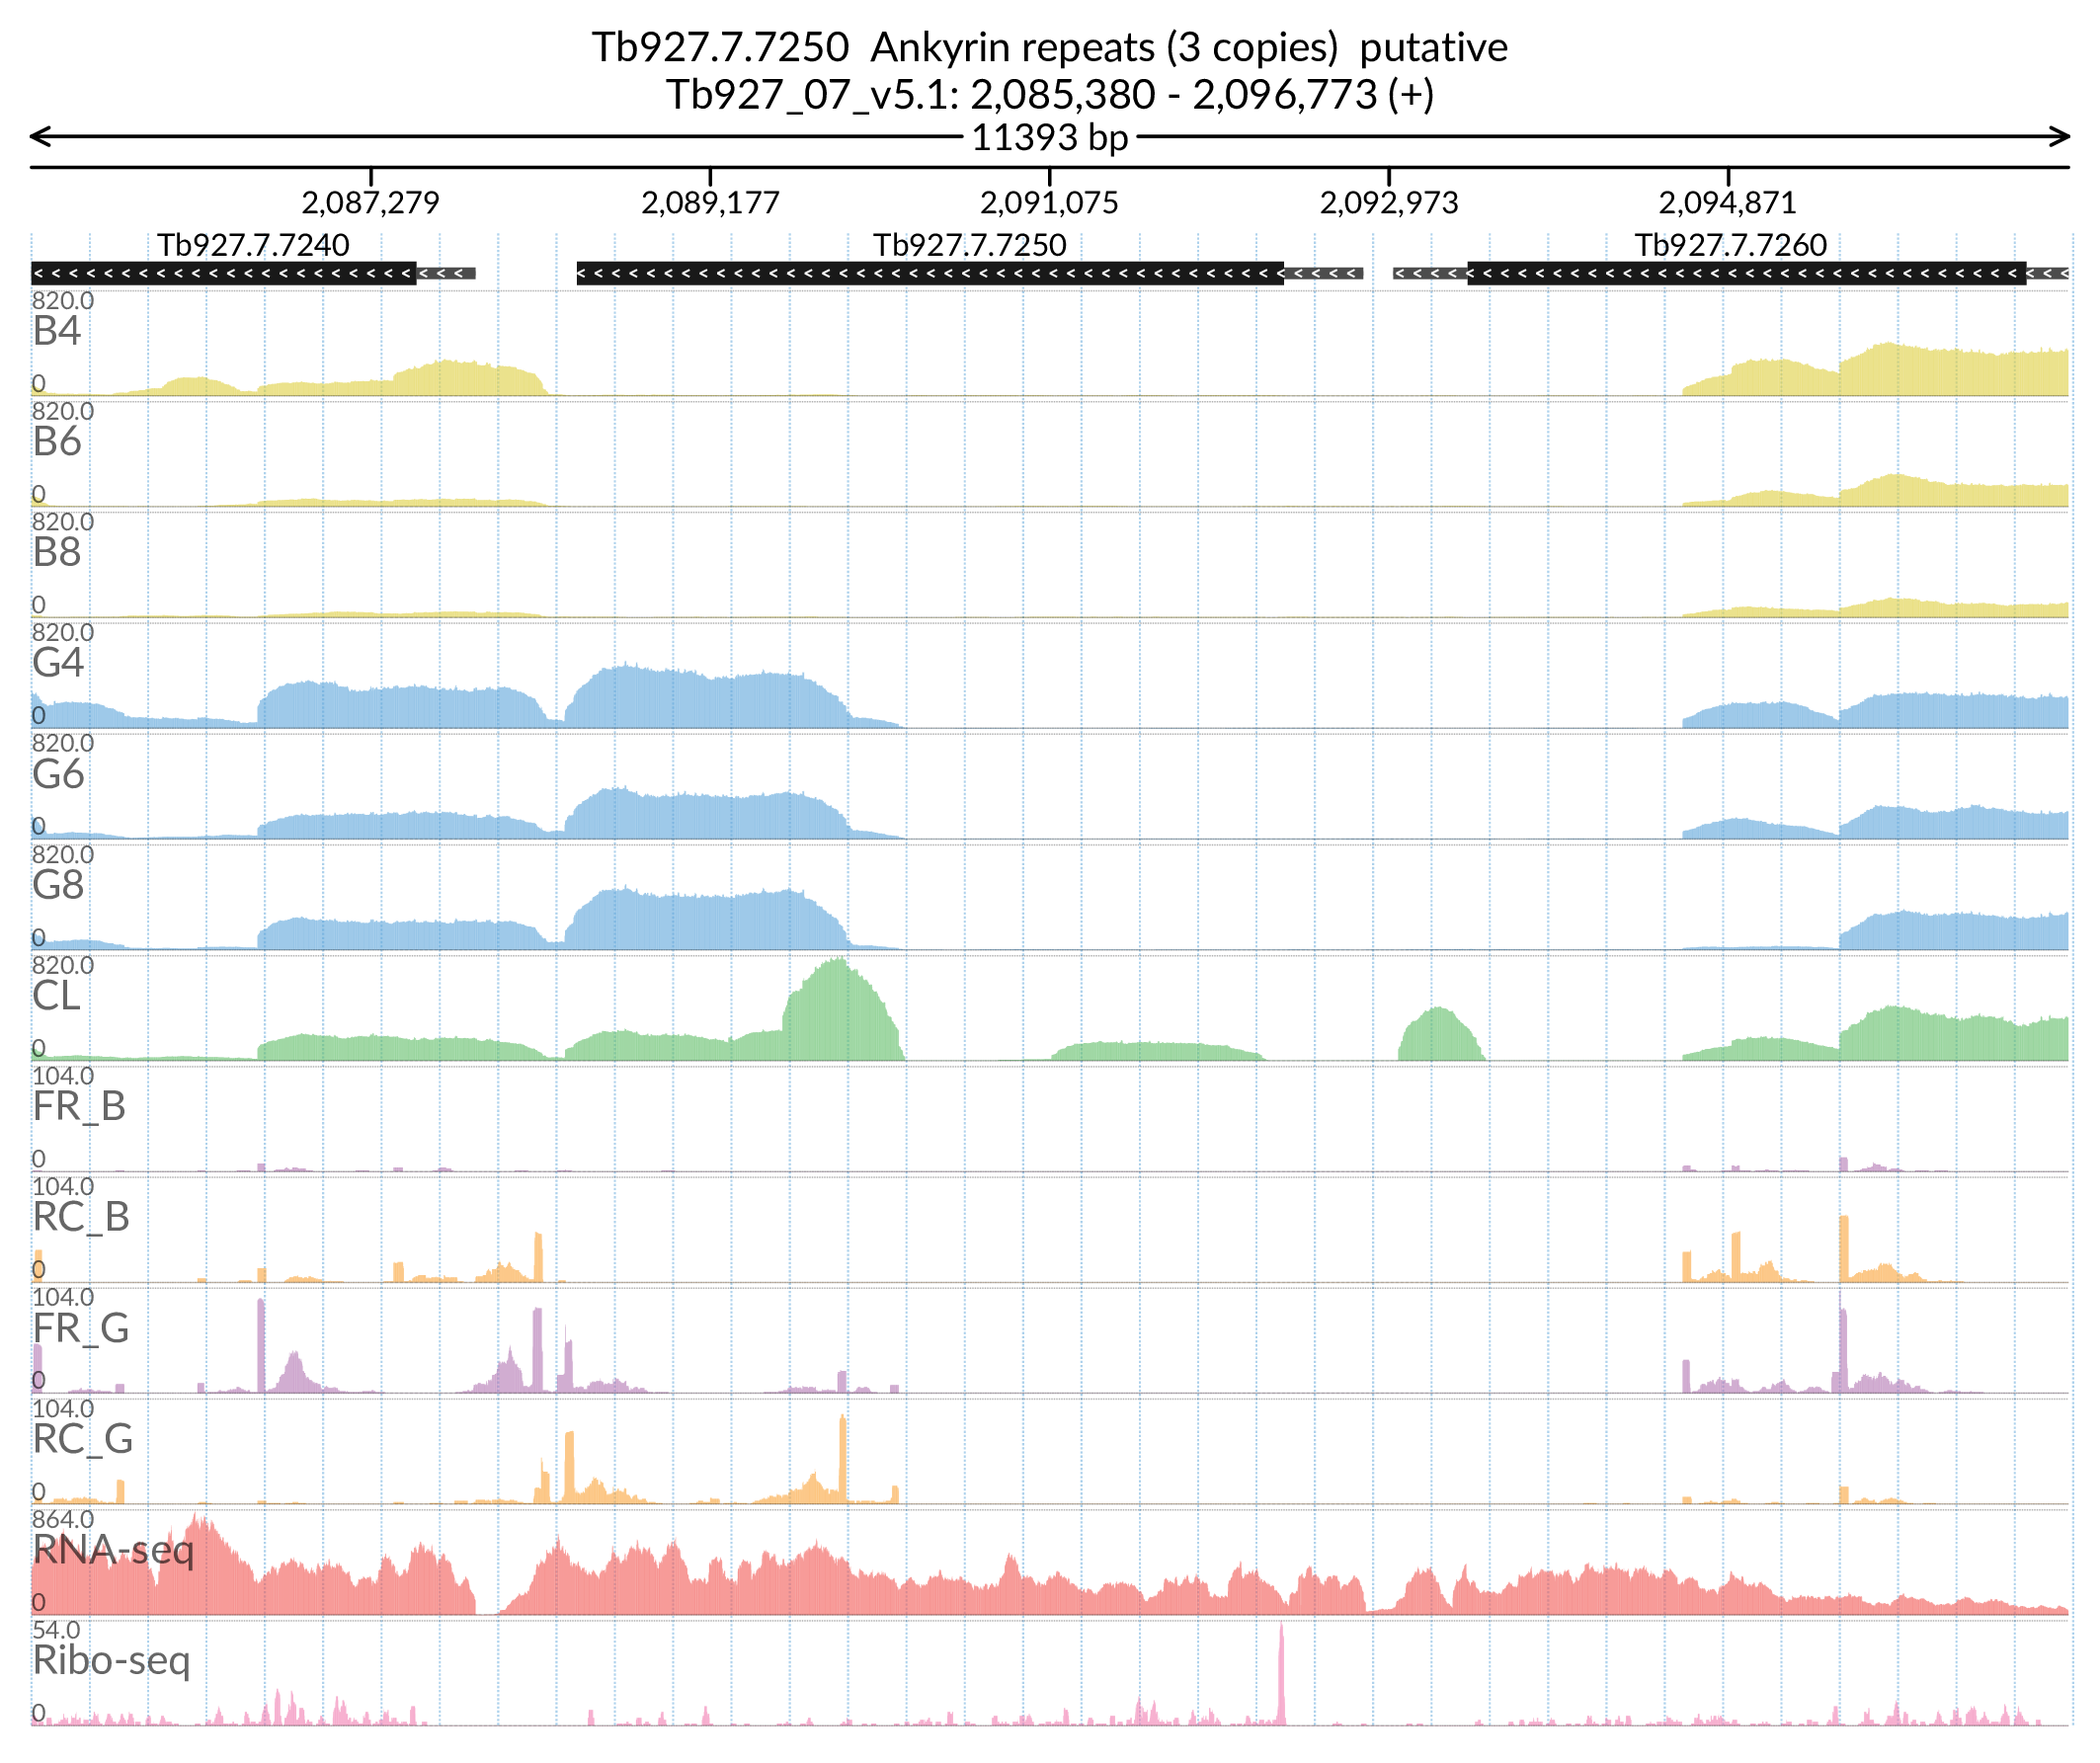 Tb927.7.7250  Ankyrin repeats (3 copies)  putative
Tb927_07_v5.1: 2,085,380 - 2,096,773 (+)
11393 bp
2,087,279 2,089,177 2,091,075 2,092,973 2,094,871
Tb927.7.7240 Tb927.7.7250 Tb927.7.7260
820.0
B4
0
820.0
B6
0
820.0
B8
0
820.0
G4
0
820.0
G6
0
820.0
G8
0
820.0
CL
0
104.0
FR_B
0
104.0
RC_B
0
104.0
FR_G
0
104.0
RC_G
0
864.0
RNA-seq
0
54.0
Ribo-seq
0